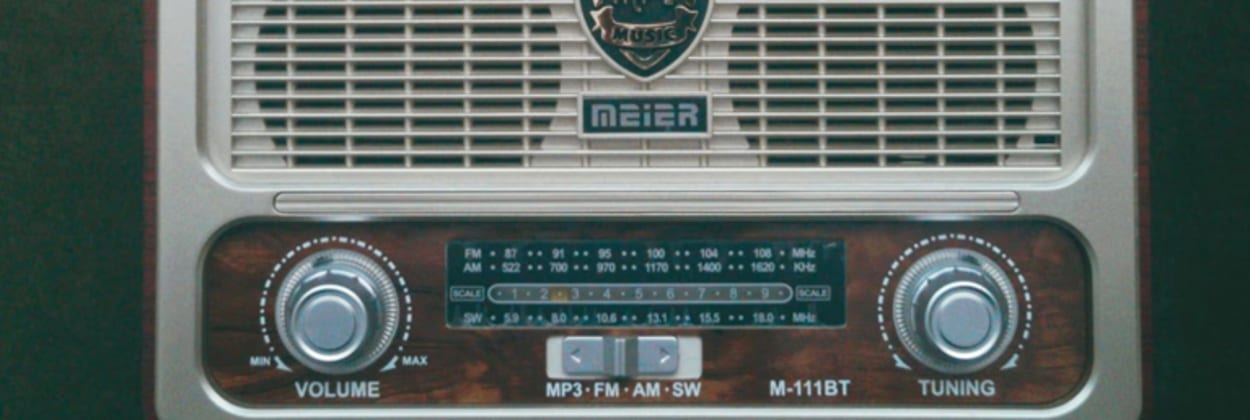 MUSIC
MEIER
FM • 87 •• 91 •• 95 •• 100 •• 104 •• 108 • MHz
AM • 522 •• 700 •• 970 •• 1170 •• 1400 •• 1620 • KHz
SCALE • 1 • 2 • 3 • 4 • 5 • 6 • 7 • 8 • 9 • SCALE
SW • 5.9 •• 8.0 •• 10.6 •• 13.1 •• 15.5 •• 18.0 • MHz
< >
MIN MAX
VOLUME MP3 · FM · AM · SW M-111BT TUNING